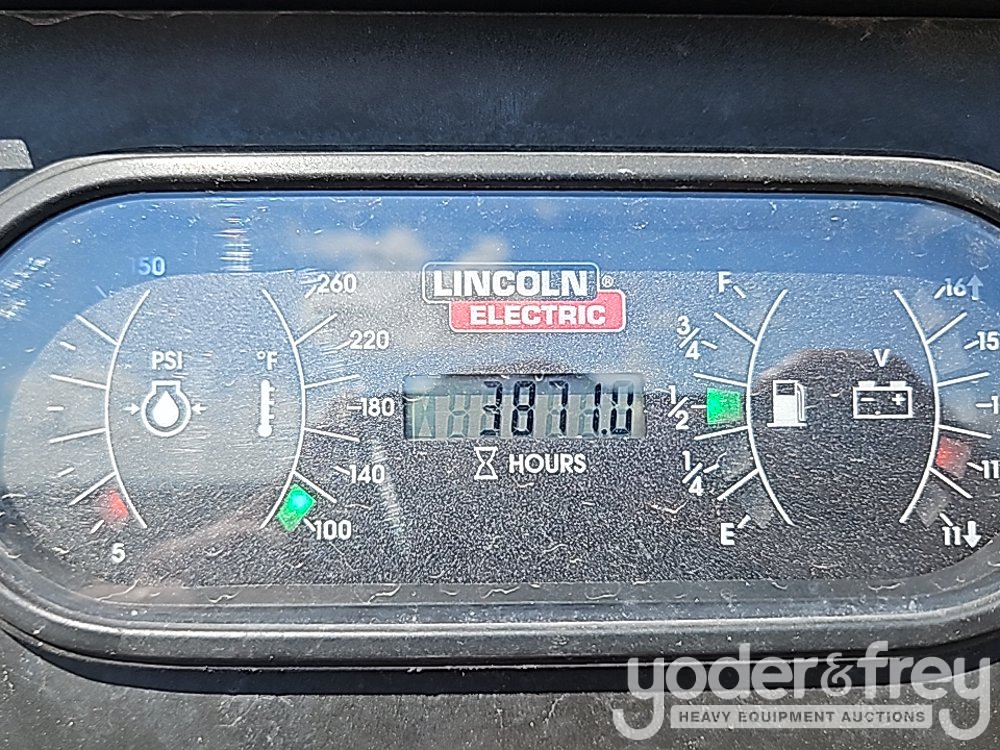 150
PSI
5
260
°F
220
180
140
100
LINCOLN®
ELECTRIC
3871.0
HOURS
F
3/4
1/2
1/4
E
16
V
15
11
11
yoder&frey
HEAVY EQUIPMENT AUCTIONS